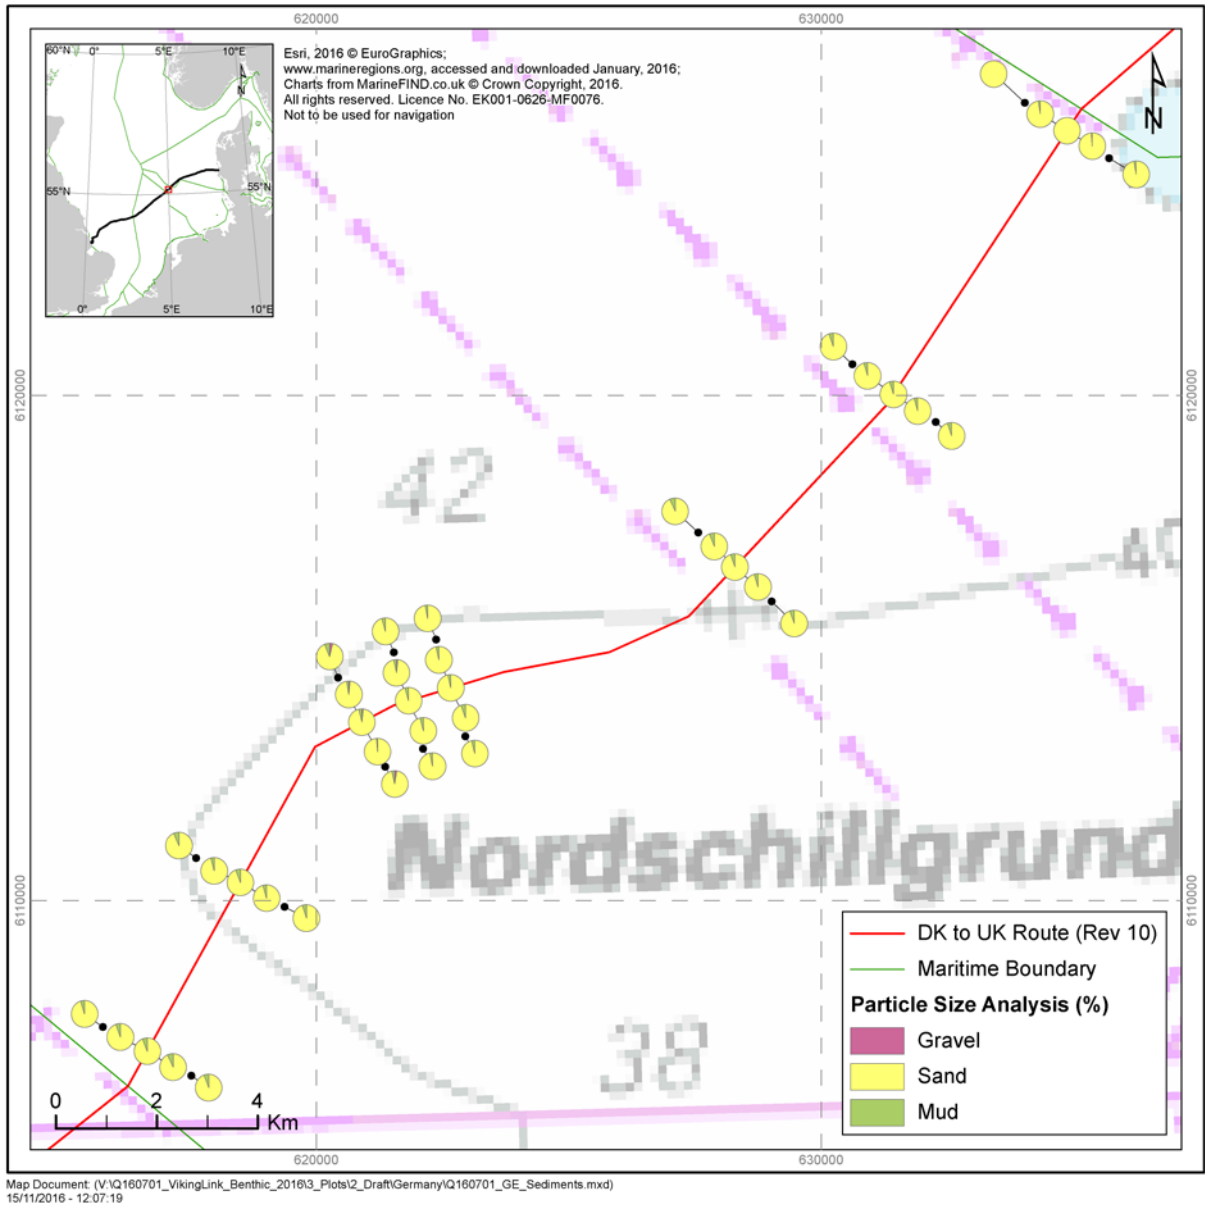 620000
630000
60°N
0°
5°E
10°E
N
55°N
55°N
0°
5°E
10°E
Esri, 2016 © EuroGraphics;
www.marineregions.org, accessed and downloaded January, 2016;
Charts from MarineFIND.co.uk © Crown Copyright, 2016.
All rights reserved. Licence No. EK001-0626-MF0076.
Not to be used for navigation
N
6120000
6120000
42
40
Nordschillgrund
6110000
6110000
38
DK to UK Route (Rev 10)
Maritime Boundary
Particle Size Analysis (%)
Gravel
Sand
Mud
0 2 4
Km
620000
630000
Map Document: (V:\Q160701_VikingLink_Benthic_2016\3_Plots\2_Draft\Germany\Q160701_GE_Sediments.mxd)
15/11/2016 - 12:07:19